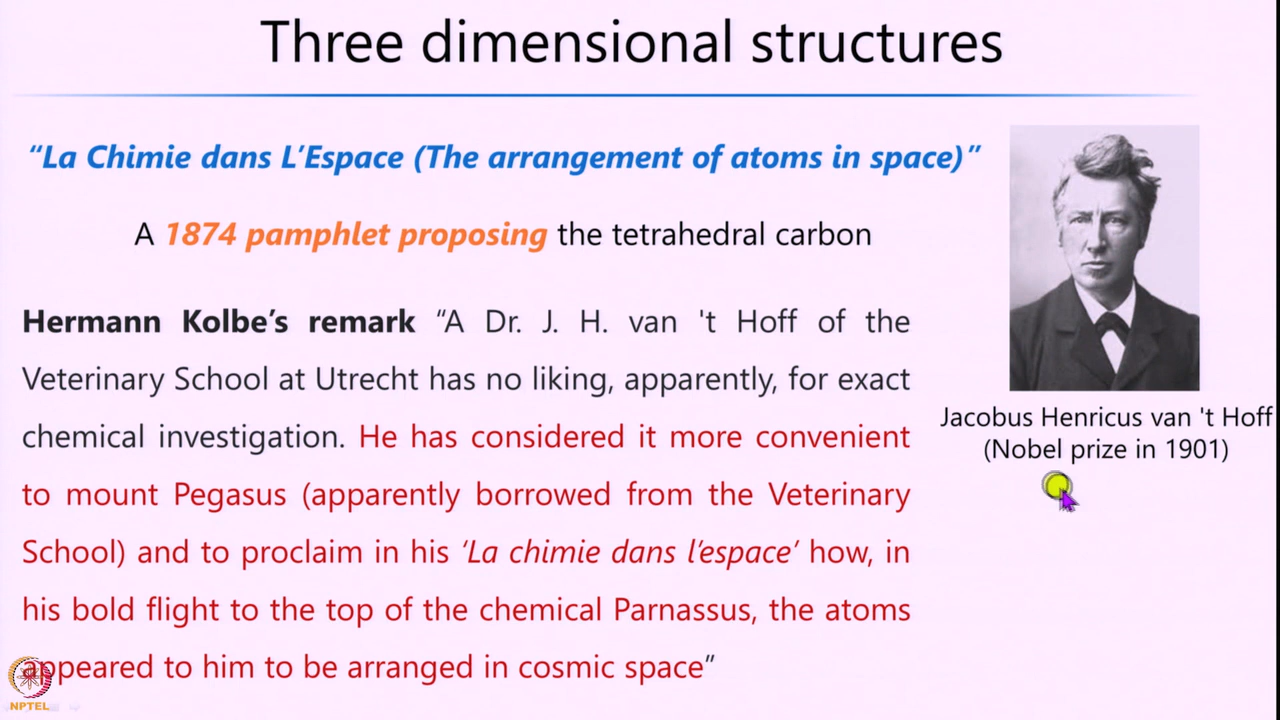 Three dimensional structures
“La Chimie dans L’Espace (The arrangement of atoms in space)”
A 1874 pamphlet proposing the tetrahedral carbon
Hermann Kolbe’s remark “A Dr. J. H. van 't Hoff of the
Veterinary School at Utrecht has no liking, apparently, for exact
chemical investigation. He has considered it more convenient
to mount Pegasus (apparently borrowed from the Veterinary
School) and to proclaim in his ‘La chimie dans l’espace’ how, in
his bold flight to the top of the chemical Parnassus, the atoms
appeared to him to be arranged in cosmic space”
Jacobus Henricus van 't Hoff
(Nobel prize in 1901)
NPTEL